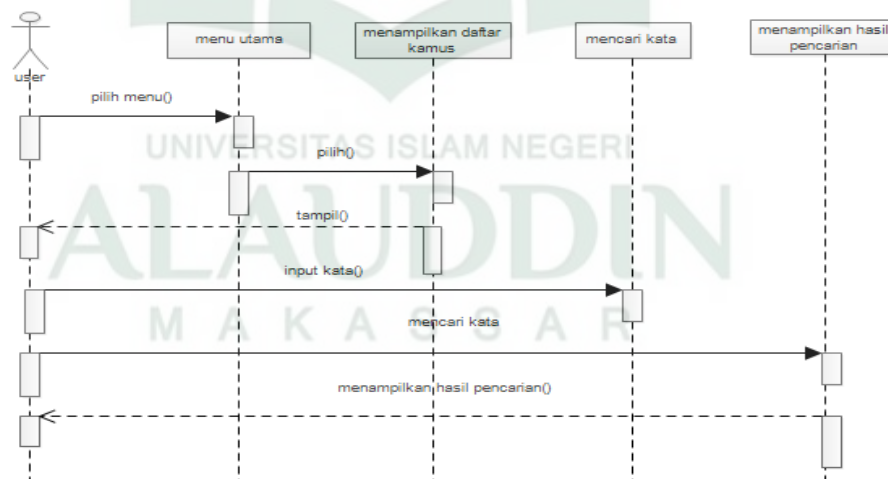 menu utama
menampilkan daftar
kamus
mencari kata
menampilkan hasil
pencarian
user
pilih menu()
UNIVERSITAS ISLAM NEGERI
pilih()
ALAUDDIN
tampil()
input kata()
MAKASSAR
mencari kata
menampilkan hasil pencarian()